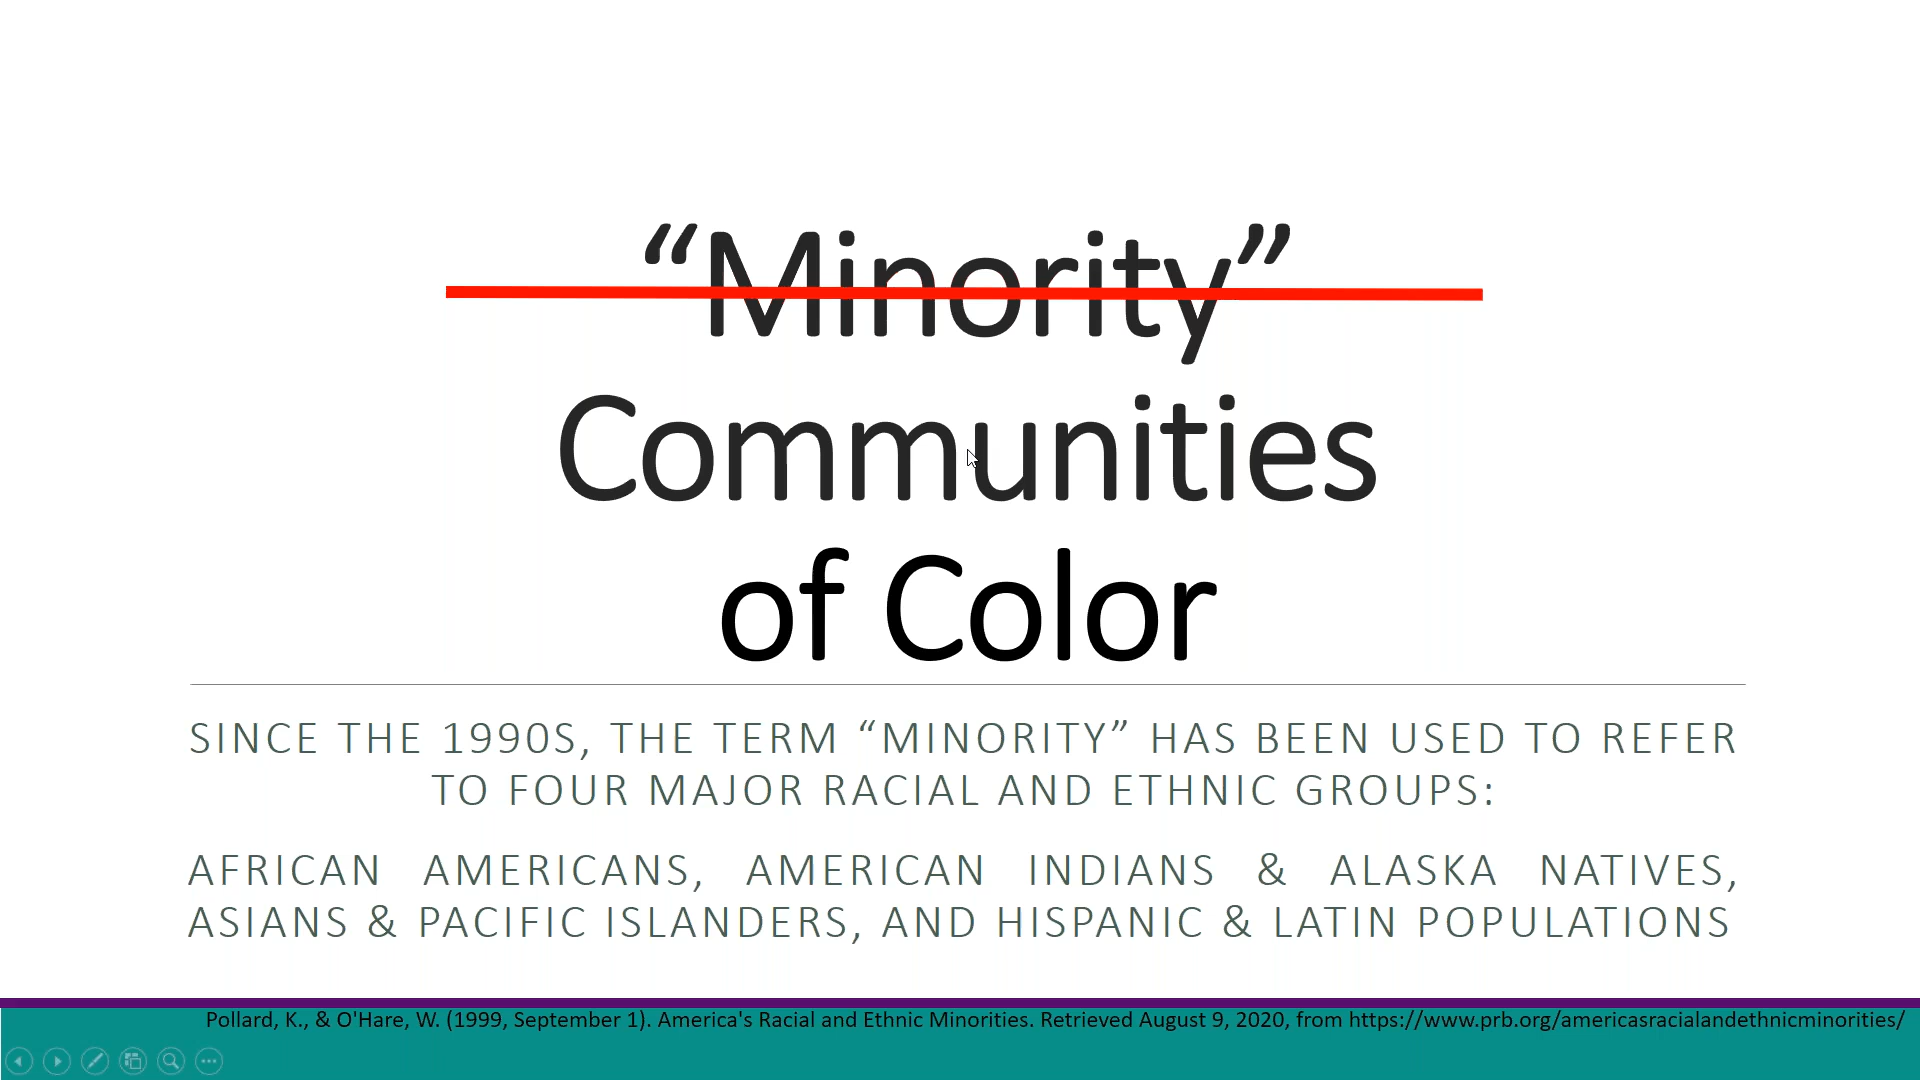 “Minority”
Communities
of Color
SINCE THE 1990S, THE TERM “MINORITY” HAS BEEN USED TO REFER
TO FOUR MAJOR RACIAL AND ETHNIC GROUPS:
AFRICAN AMERICANS, AMERICAN INDIANS & ALASKA NATIVES,
ASIANS & PACIFIC ISLANDERS, AND HISPANIC & LATIN POPULATIONS
Pollard, K., & O'Hare, W. (1999, September 1). America's Racial and Ethnic Minorities. Retrieved August 9, 2020, from https://www.prb.org/americasracialandethnicminorities/